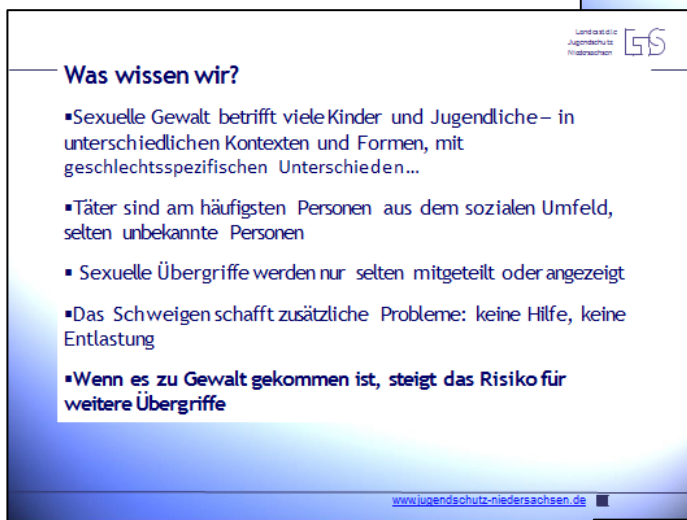 Landesstelle
Jugendschutz
Niedersachsen
Was wissen wir?
▪Sexuelle Gewalt betrifft viele Kinder und Jugendliche – in
unterschiedlichen Kontexten und Formen, mit
geschlechtsspezifischen Unterschieden…
▪Täter sind am häufigsten Personen aus dem sozialen Umfeld,
selten unbekannte Personen
▪ Sexuelle Übergriffe werden nur selten mitgeteilt oder angezeigt
▪Das Schweigen schafft zusätzliche Probleme: keine Hilfe, keine
Entlastung
▪Wenn es zu Gewalt gekommen ist, steigt das Risiko für
weitere Übergriffe
www.jugendschutz-niedersachsen.de